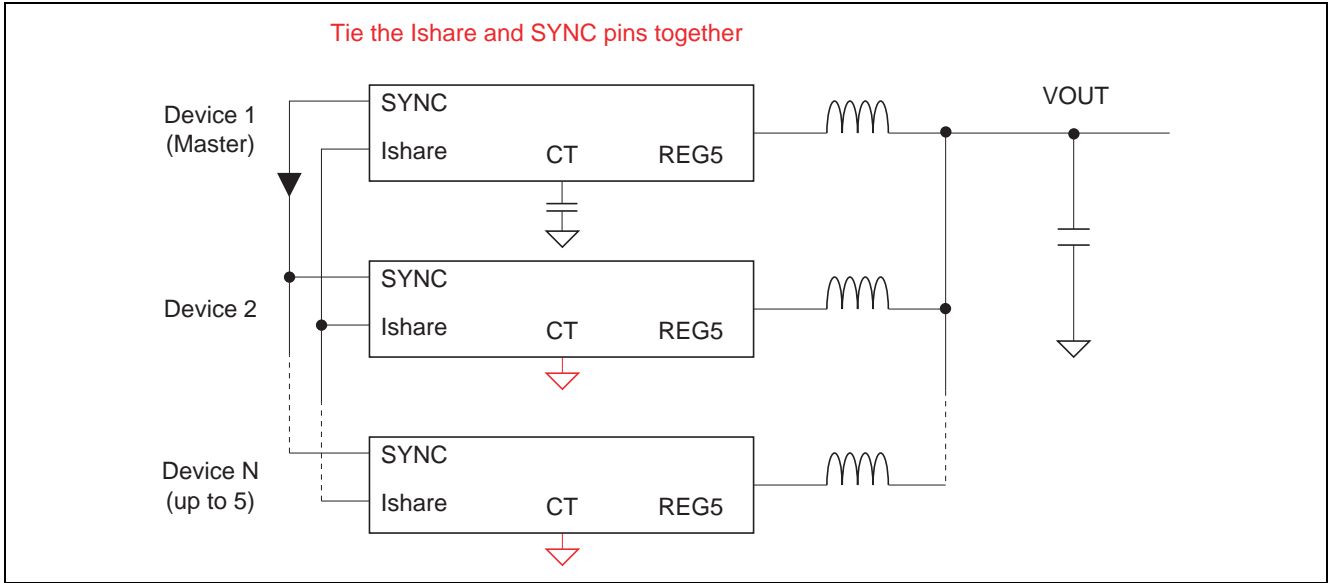 Tie the Ishare and SYNC pins together
Device 1
(Master)
SYNC
Ishare
CT
REG5
VOUT
Device 2
SYNC
Ishare
CT
REG5
Device N
(up to 5)
SYNC
Ishare
CT
REG5